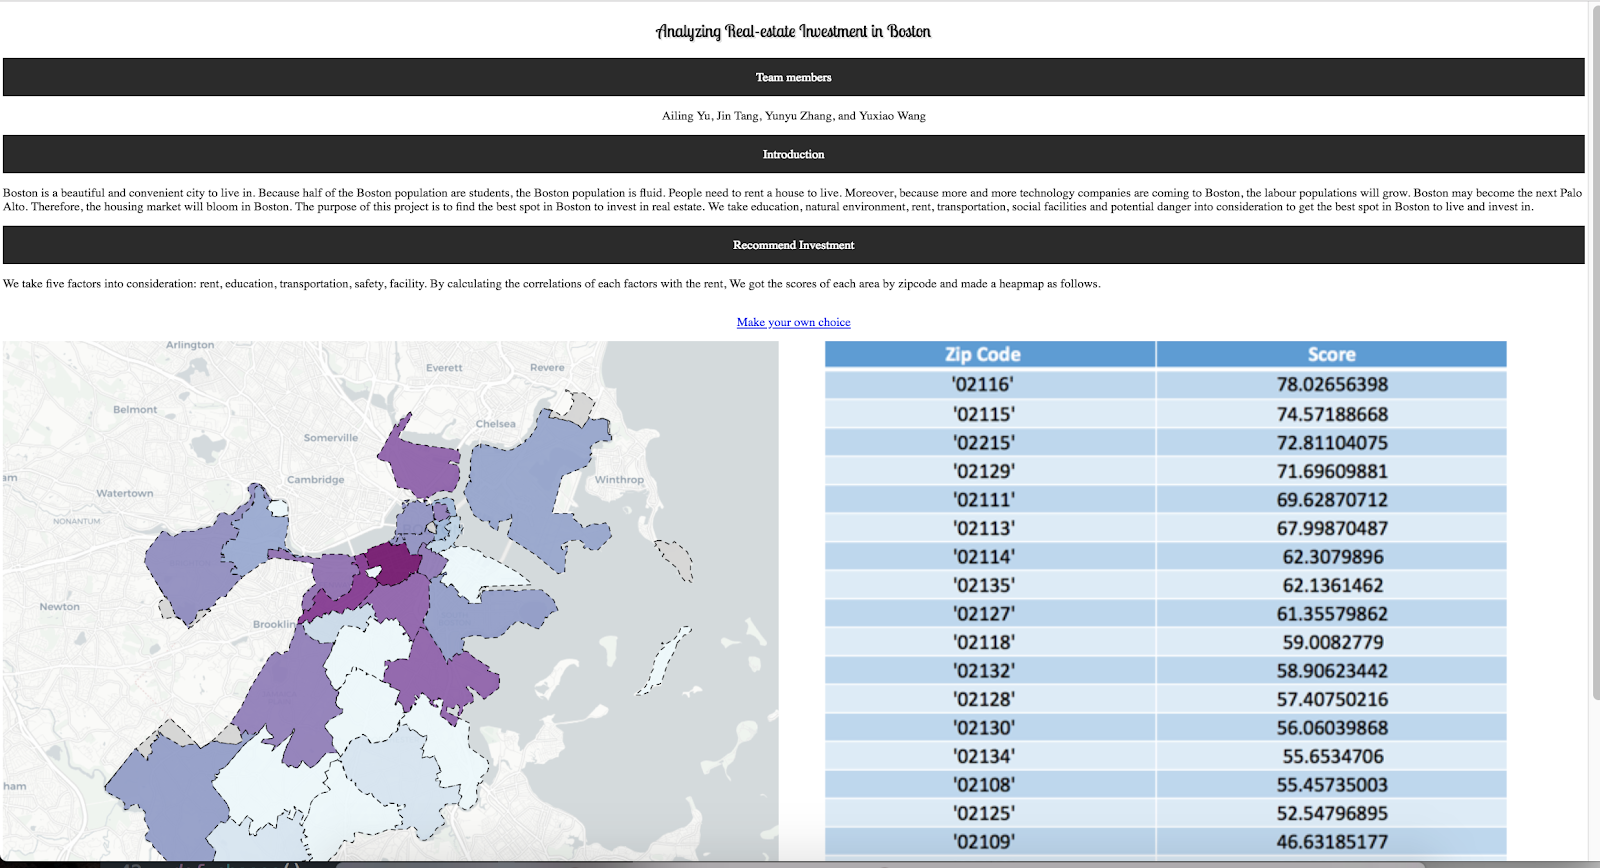 Analyzing Real-estate Investment in Boston
Team members
Ailing Yu, Jin Tang, Yunyu Zhang, and Yuxiao Wang
Introduction
Boston is a beautiful and convenient city to live in. Because half of the Boston population are students, the Boston population is fluid. People need to rent a house to live. Moreover, because more and more technology companies are coming to Boston, the labour populations will grow. Boston may become the next Palo
Alto. Therefore, the housing market will bloom in Boston. The purpose of this project is to find the best spot in Boston to invest in real estate. We take education, natural environment, rent, transportation, social facilities and potential danger into consideration to get the best spot in Boston to live and invest in.
Recommend Investment
We take five factors into consideration: rent, education, transportation, safety, facility. By calculating the correlations of each factors with the rent, We got the scores of each area by zipcode and made a heapmap as follows.
Make your own choice
Arlington
Everett
Revere
Belmont
Chelsea
Somerville
Cambridge
Winthrop
am
Watertown
NONANTUM
Newton
Brooklin
ham
Zip Code Score
'02116' 78.02656398
'02115' 74.57188668
'02215' 72.81104075
'02129' 71.69609881
'02111' 69.62870712
'02113' 67.99870487
'02114' 62.3079896
'02135' 62.1361462
'02127' 61.35579862
'02118' 59.0082779
'02132' 58.90623442
'02128' 57.40750216
'02130' 56.06039868
'02134' 55.6534706
'02108' 55.45735003
'02125' 52.54796895
'02109' 46.63185177